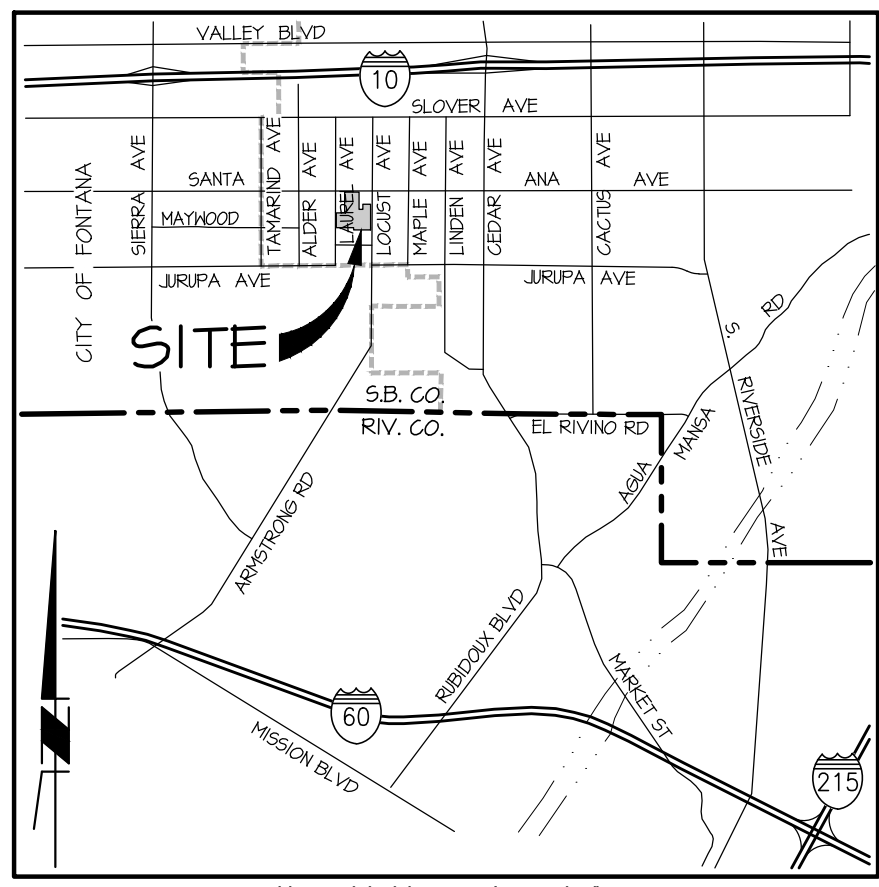 VALLEY BLVD
10
SLOVER AVE
SIERRA AVE
TAMARIND AVE
ALDER AVE
LAUREL AVE
LOCUST AVE
MAPLE AVE
LINDEN AVE
CEDAR AVE
CACTUS AVE
SANTA ANA AVE
MAYWOOD
CITY OF FONTANA
JURUPA AVE
JURUPA AVE
SITE
S.B. CO.
RIV. CO.
EL RIVINO RD
AGUA MANSA RD
S. RIVERSIDE AVE
ARMSTRONG RD
RUBIDOUX BLVD
MARKET ST
60
MISSION BLVD
215
N